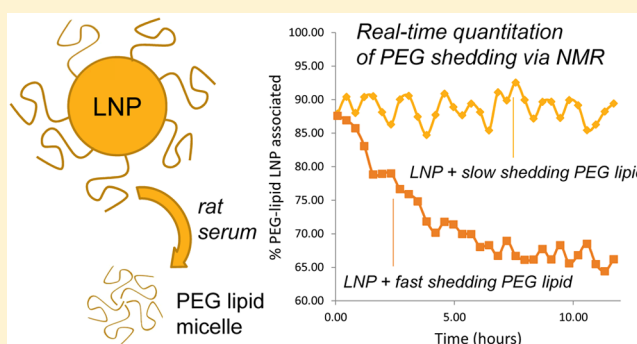 LNP
rat
serum
PEG lipid
micelle
Real-time quantitation
of PEG shedding via NMR
% PEG-lipid LNP associated
100.00
95.00
90.00
85.00
80.00
75.00
70.00
65.00
60.00
LNP + slow shedding PEG lipid
LNP + fast shedding PEG lipid
0.00
5.00
10.00
Time (hours)